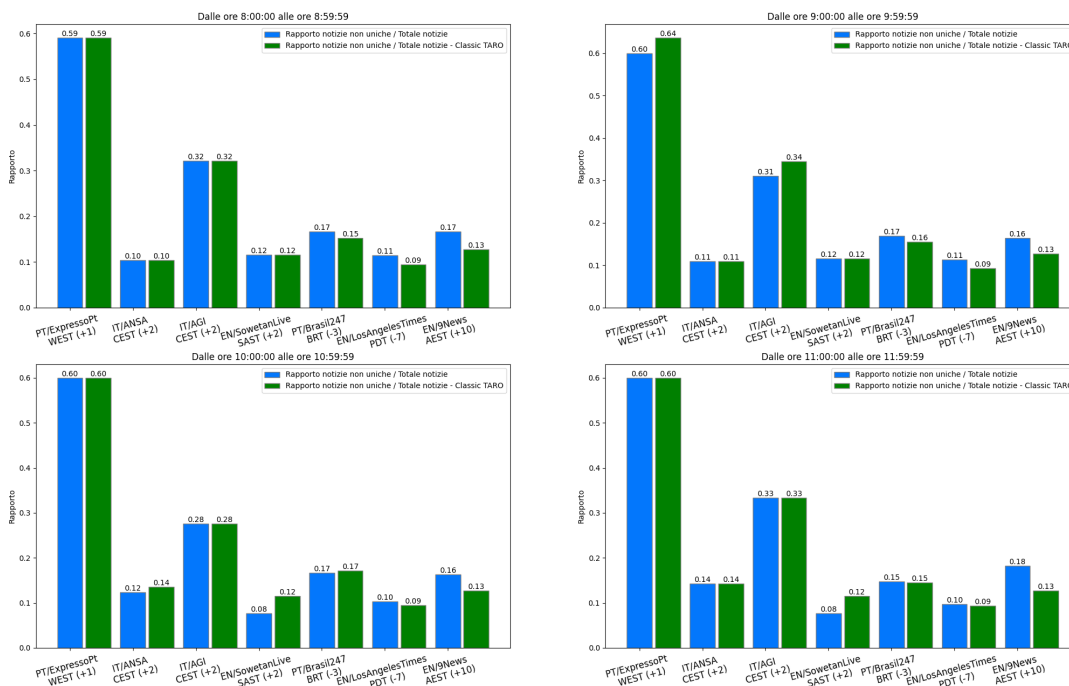 Dalle ore 8:00:00 alle ore 8:59:59
Rapporto notizie non uniche / Totale notizie
Rapporto notizie non uniche / Totale notizie - Classic TARO
Rapporto
0.6
0.5
0.4
0.3
0.2
0.1
0.0
0.59 0.59
0.10 0.10
0.32 0.32
0.12 0.12
0.17 0.15
0.11 0.09
0.17 0.13
PT/ExpressoPt
WEST (+1)
IT/ANSA
CEST (+2)
IT/AGI
CEST (+2)
EN/SowetanLive
SAST (+2)
PT/Brasil247
BRT (-3)
EN/LosAngelesTimes
PDT (-7)
EN/9News
AEST (+10)
Dalle ore 9:00:00 alle ore 9:59:59
Rapporto notizie non uniche / Totale notizie
Rapporto notizie non uniche / Totale notizie - Classic TARO
Rapporto
0.6
0.5
0.4
0.3
0.2
0.1
0.0
0.60 0.64
0.11 0.11
0.31 0.34
0.12 0.12
0.17 0.16
0.11 0.09
0.16 0.13
PT/ExpressoPt
WEST (+1)
IT/ANSA
CEST (+2)
IT/AGI
CEST (+2)
EN/SowetanLive
SAST (+2)
PT/Brasil247
BRT (-3)
EN/LosAngelesTimes
PDT (-7)
EN/9News
AEST (+10)
Dalle ore 10:00:00 alle ore 10:59:59
Rapporto notizie non uniche / Totale notizie
Rapporto notizie non uniche / Totale notizie - Classic TARO
Rapporto
0.6
0.5
0.4
0.3
0.2
0.1
0.0
0.60 0.60
0.12 0.14
0.28 0.28
0.08 0.12
0.17 0.17
0.10 0.09
0.16 0.13
PT/ExpressoPt
WEST (+1)
IT/ANSA
CEST (+2)
IT/AGI
CEST (+2)
EN/SowetanLive
SAST (+2)
PT/Brasil247
BRT (-3)
EN/LosAngelesTimes
PDT (-7)
EN/9News
AEST (+10)
Dalle ore 11:00:00 alle ore 11:59:59
Rapporto notizie non uniche / Totale notizie
Rapporto notizie non uniche / Totale notizie - Classic TARO
Rapporto
0.6
0.5
0.4
0.3
0.2
0.1
0.0
0.60 0.60
0.14 0.14
0.33 0.33
0.08 0.12
0.15 0.15
0.10 0.09
0.18 0.13
PT/ExpressoPt
WEST (+1)
IT/ANSA
CEST (+2)
IT/AGI
CEST (+2)
EN/SowetanLive
SAST (+2)
PT/Brasil247
BRT (-3)
EN/LosAngelesTimes
PDT (-7)
EN/9News
AEST (+10)